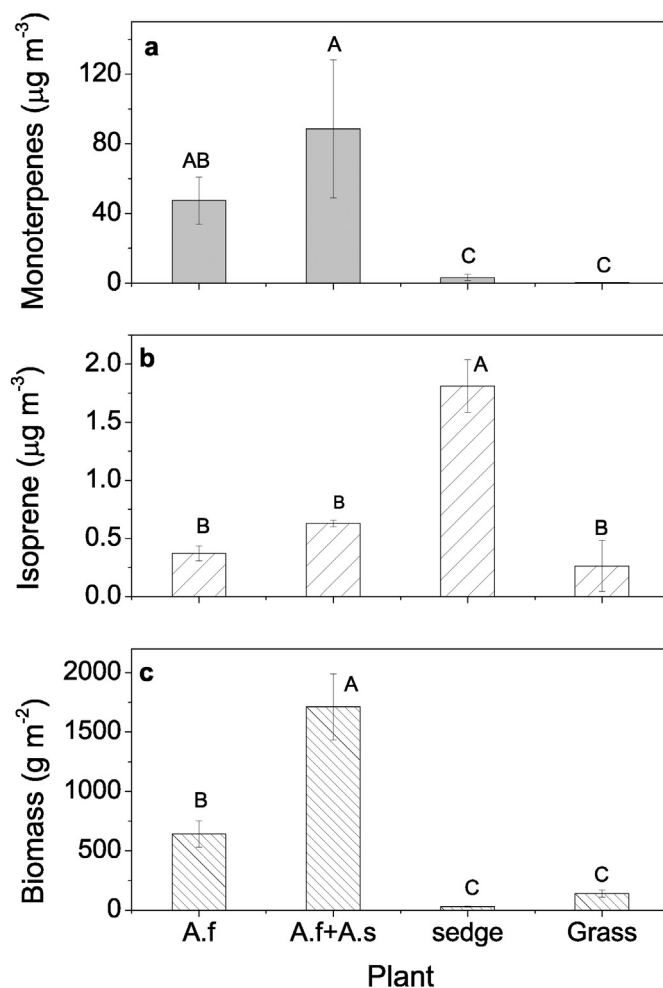 a
Monoterpenes (µg m⁻³)
120
80
40
0
AB
A
C
C
b
Isoprene (µg m⁻³)
2.0
1.5
1.0
0.5
0.0
B
B
A
B
c
Biomass (g m⁻²)
2000
1500
1000
500
0
B
A
C
C
A.f A.f+A.s sedge Grass
Plant